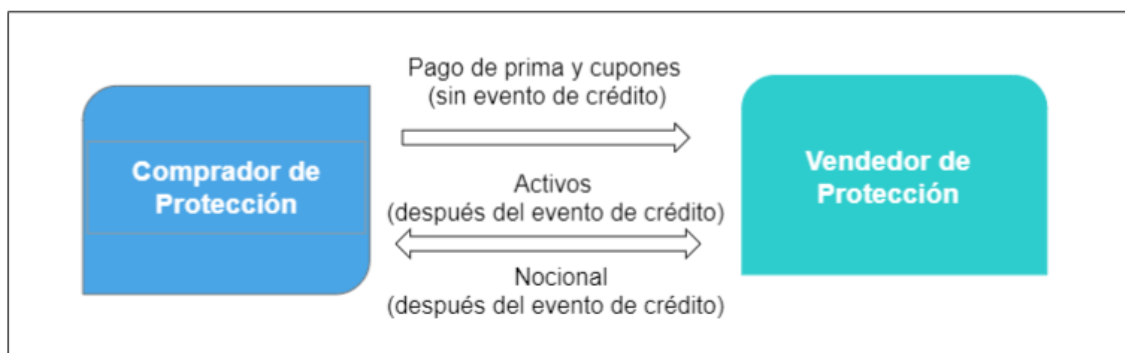 Pago de prima y cupones
(sin evento de crédito)
Comprador de
Protección
Vendedor de
Protección
Activos
(después del evento de crédito)
Nocional
(después del evento de crédito)